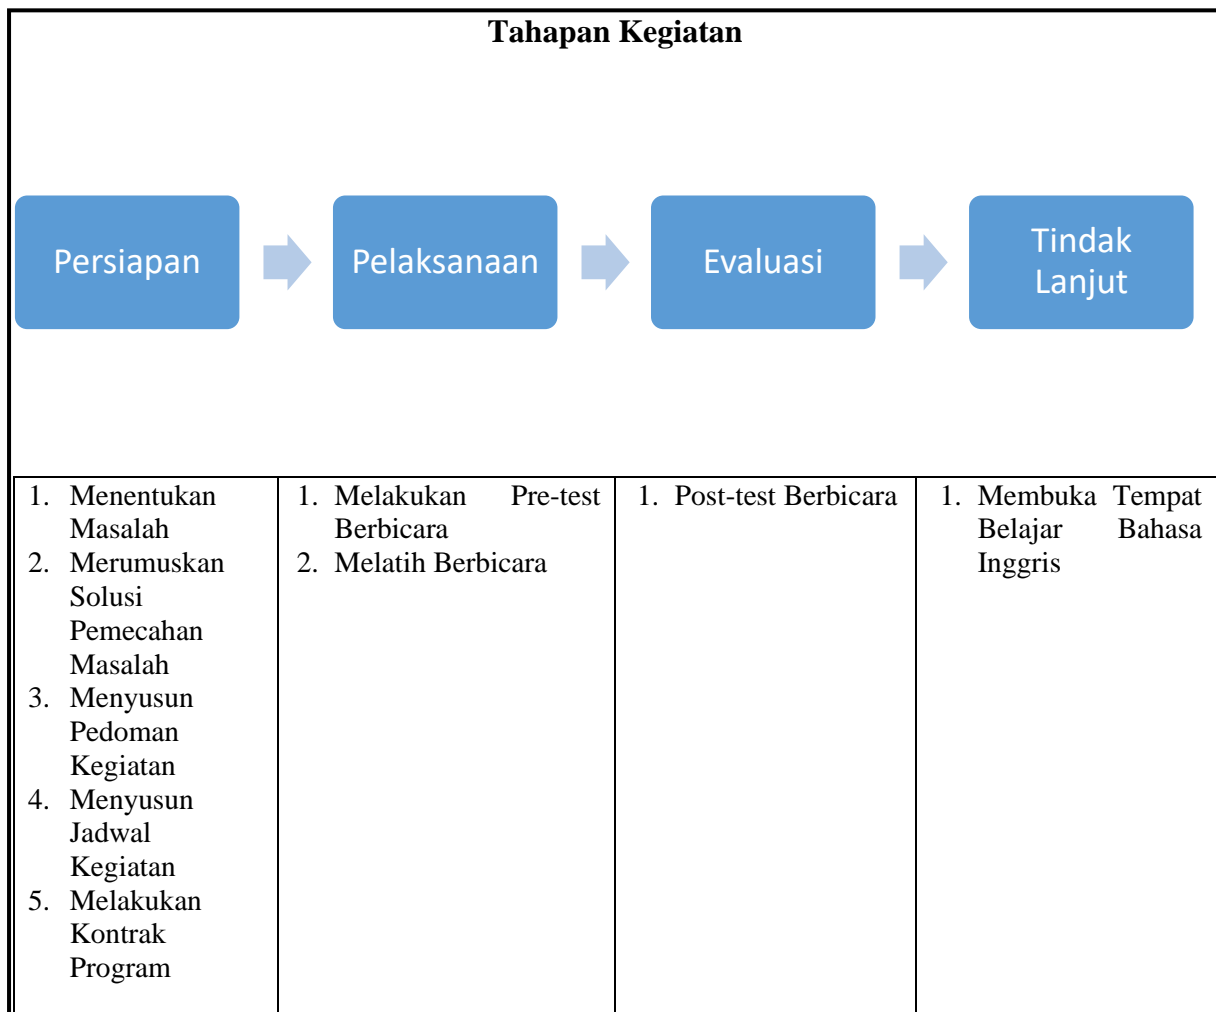 Tahapan Kegiatan
Persiapan
Pelaksanaan
Evaluasi
Tindak
Lanjut
1. Menentukan
Masalah
2. Merumuskan
Solusi
Pemecahan
Masalah
3. Menyusun
Pedoman
Kegiatan
4. Menyusun
Jadwal
Kegiatan
5. Melakukan
Kontrak
Program
1. Melakukan Pre-test
Berbicara
2. Melatih Berbicara
1. Post-test Berbicara
1. Membuka Tempat
Belajar Bahasa
Inggris